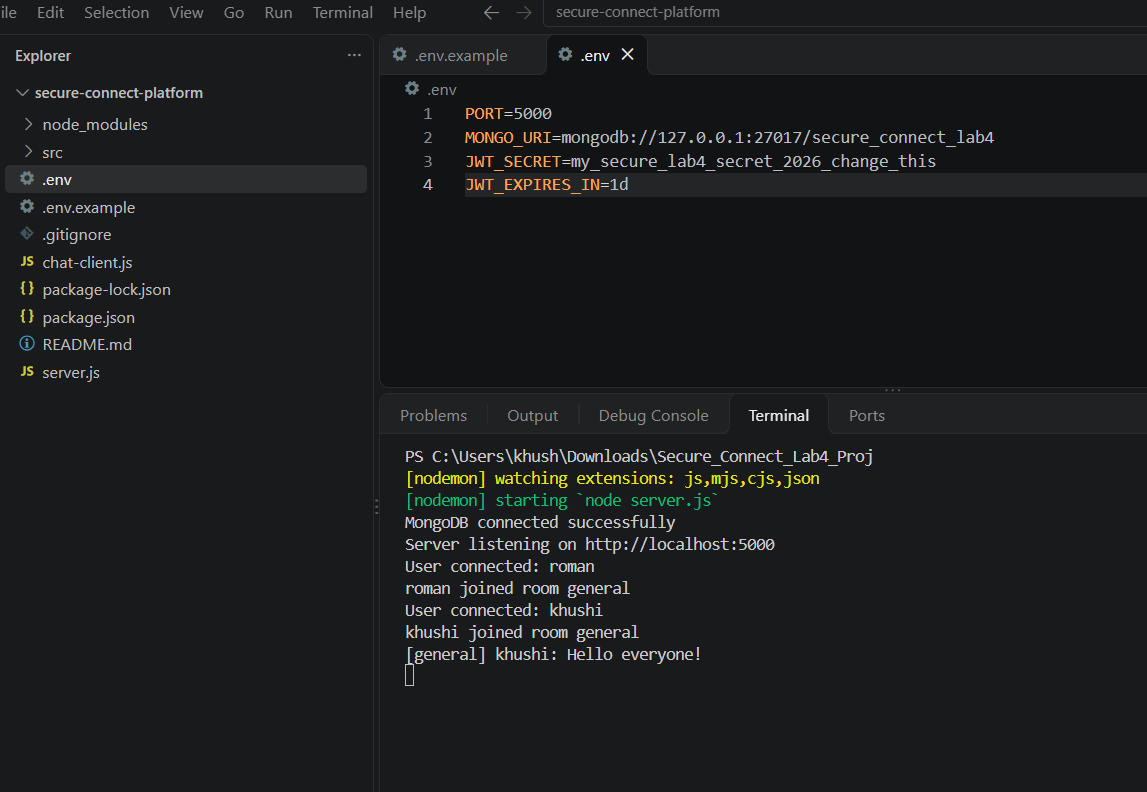 ile Edit Selection View Go Run Terminal Help secure-connect-platform
Explorer
secure-connect-platform
node_modules
src
.env
.env.example
.gitignore
JS chat-client.js
{} package-lock.json
{} package.json
README.md
JS server.js
.env.example .env
.env
1 PORT=5000
2 MONGO_URI=mongodb://127.0.0.1:27017/secure_connect_lab4
3 JWT_SECRET=my_secure_lab4_secret_2026_change_this
4 JWT_EXPIRES_IN=1d
Problems Output Debug Console Terminal Ports
PS C:\Users\khush\Downloads\Secure_Connect_Lab4_Proj
[nodemon] watching extensions: js,mjs,cjs,json
[nodemon] starting `node server.js`
MongoDB connected successfully
Server listening on http://localhost:5000
User connected: roman
roman joined room general
User connected: khushi
khushi joined room general
[general] khushi: Hello everyone!